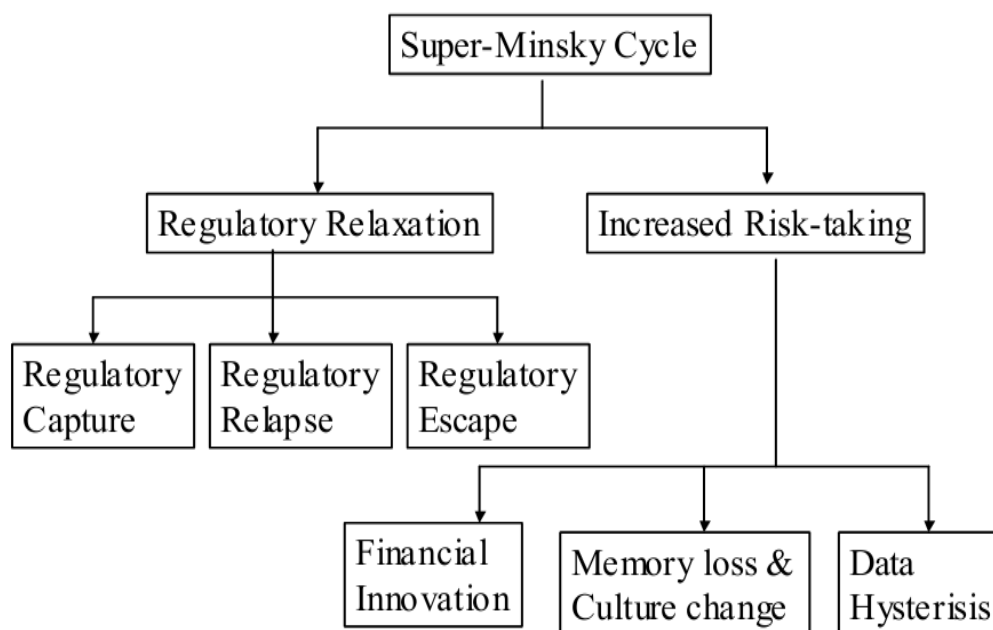 Super-Minsky Cycle
Regulatory Relaxation
Increased Risk-taking
Regulatory
Capture
Regulatory
Relapse
Regulatory
Escape
Financial
Innovation
Memory loss &
Culture change
Data
Hysterisis